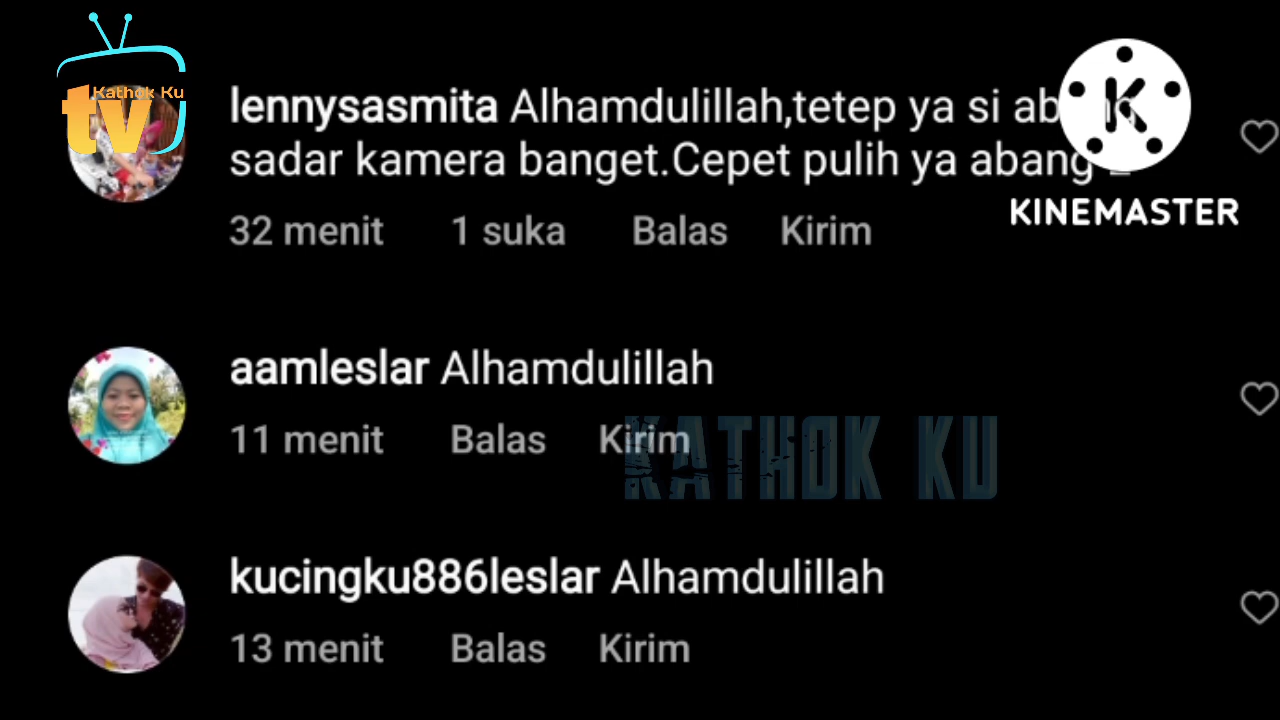 Kathok Ku
tv
lennysasmita Alhamdulillah,tetep ya si
sadar kamera banget.Cepet pulih ya abang
32 menit 1 suka Balas Kirim
K
KINEMASTER
aamleslar Alhamdulillah
11 menit Balas Kirim
KATHOK KU
kucingku886leslar Alhamdulillah
13 menit Balas Kirim